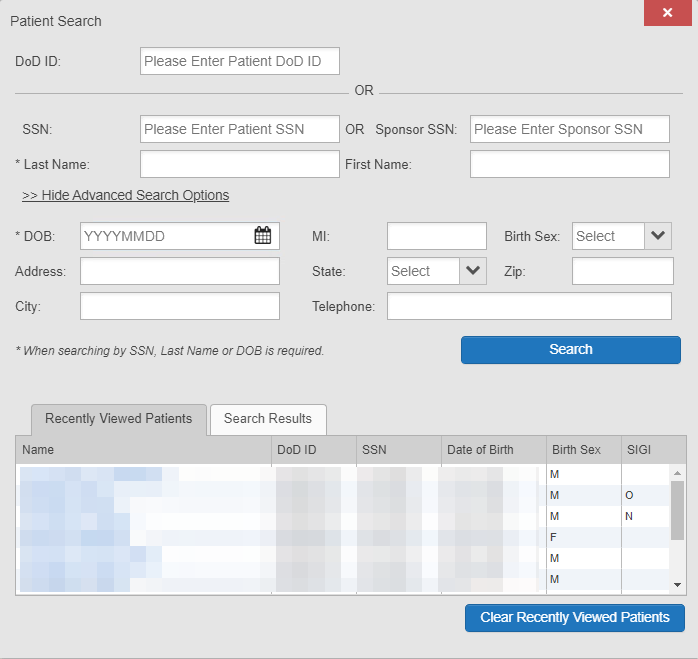 Patient Search
DoD ID: Please Enter Patient DoD ID
OR
SSN: Please Enter Patient SSN OR Sponsor SSN: Please Enter Sponsor SSN
* Last Name: First Name:
>> Hide Advanced Search Options
* DOB: YYYYMMDD MI: Birth Sex: Select
Address: State: Select Zip:
City: Telephone:
* When searching by SSN, Last Name or DOB is required. Search
Recently Viewed Patients Search Results
Name DoD ID SSN Date of Birth Birth Sex SIGI
M
M O
M N
F
M
M
Clear Recently Viewed Patients